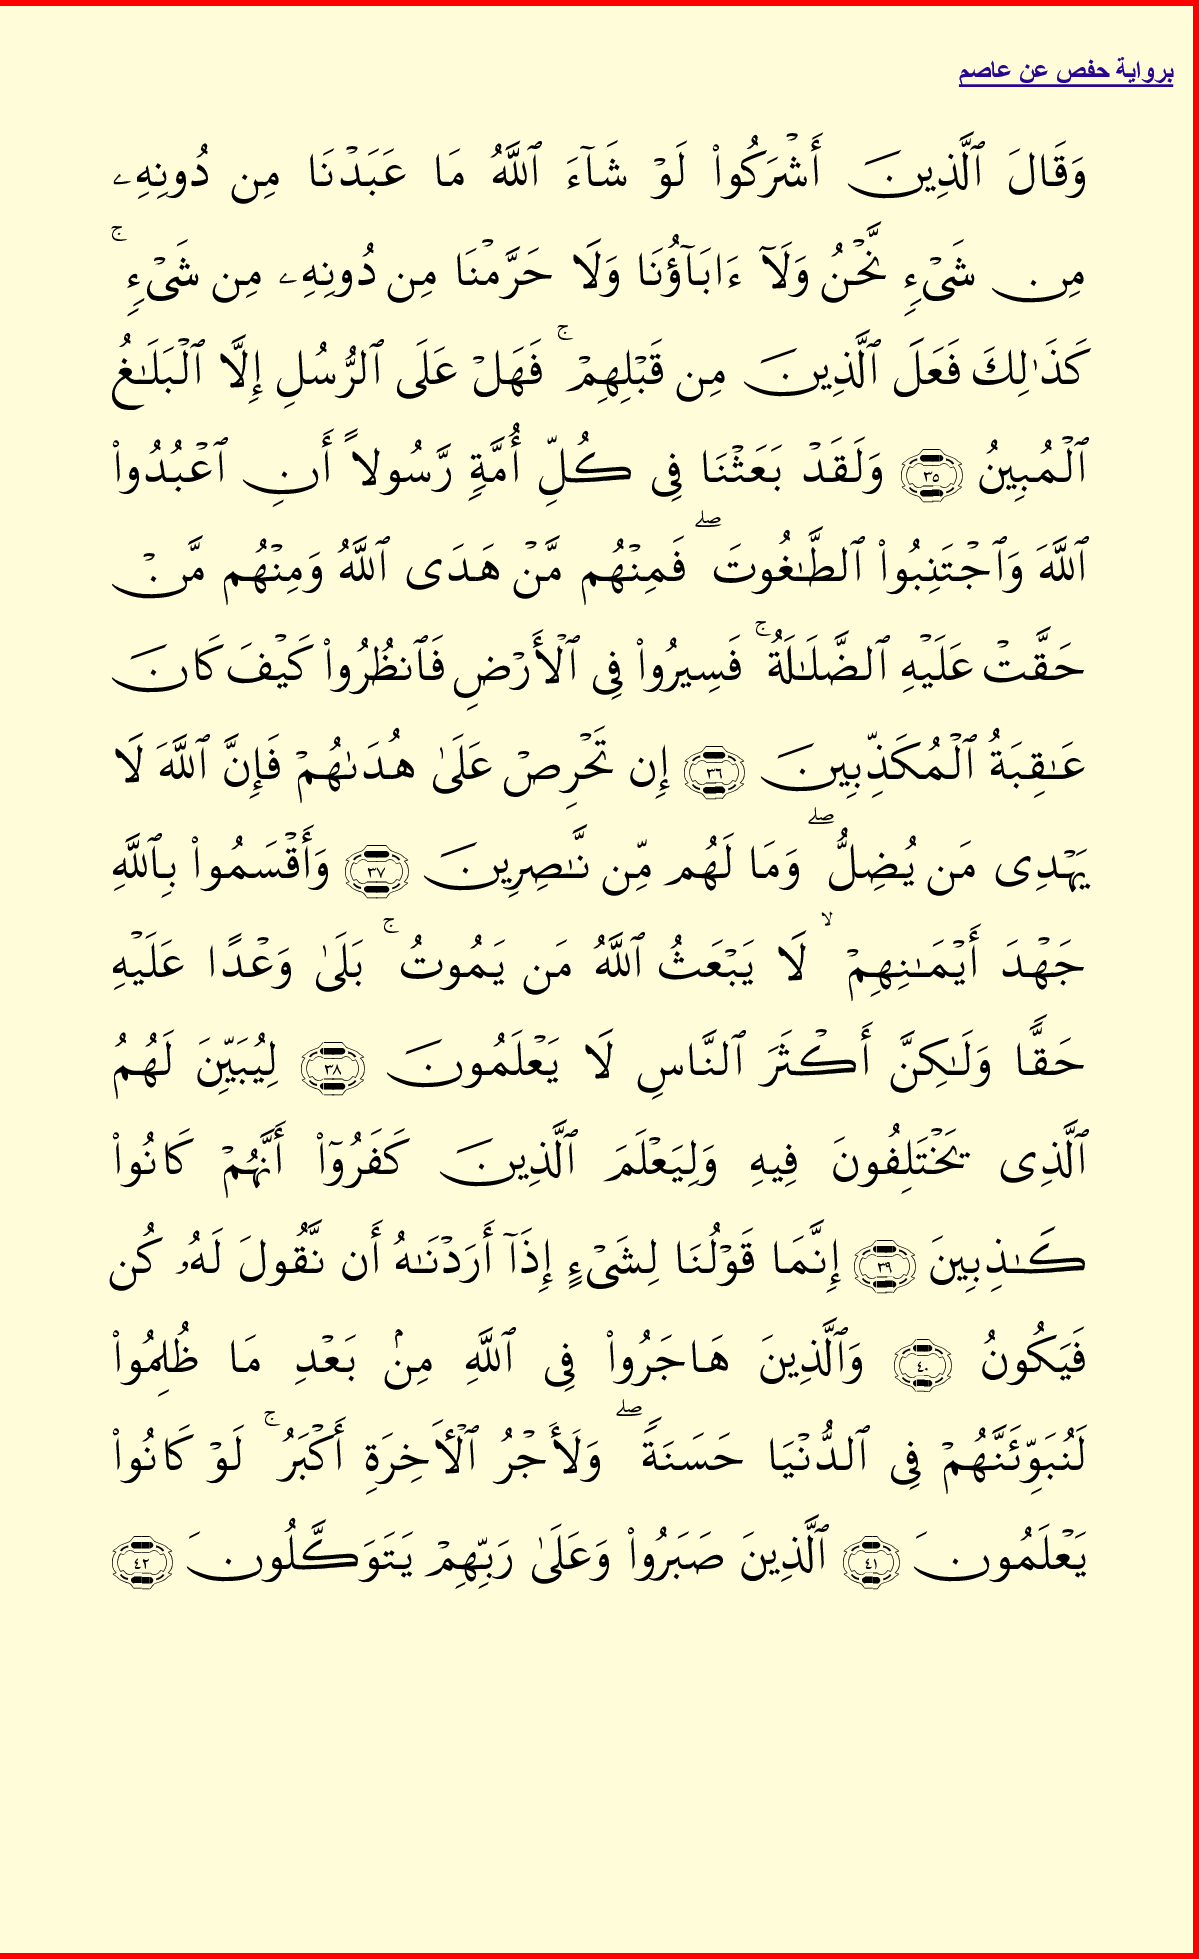 برواية حفص عن عاصم
وَقَالَ ٱلَّذِينَ أَشْرَكُوا۟ لَوْ شَآءَ ٱللَّهُ مَا عَبَدْنَا مِن دُونِهِۦ
مِن شَىْءٍۢ نَّحْنُ وَلَآ ءَابَآؤُنَا وَلَا حَرَّمْنَا مِن دُونِهِۦ مِن شَىْءٍۢ ۚ
كَذَٰلِكَ فَعَلَ ٱلَّذِينَ مِن قَبْلِهِمْ ۚ فَهَلْ عَلَى ٱلرُّسُلِ إِلَّا ٱلْبَلَـٰغُ
ٱلْمُبِينُ ٣٥ وَلَقَدْ بَعَثْنَا فِى كُلِّ أُمَّةٍۢ رَّسُولاً أَنِ ٱعْبُدُوا۟
ٱللَّهَ وَٱجْتَنِبُوا۟ ٱلطَّـٰغُوتَ ۖ فَمِنْهُم مَّنْ هَدَى ٱللَّهُ وَمِنْهُم مَّنْ
حَقَّتْ عَلَيْهِ ٱلضَّلَـٰلَةُ ۚ فَسِيرُوا۟ فِى ٱلْأَرْضِ فَٱنظُرُوا۟ كَيْفَ كَانَ
عَـٰقِبَةُ ٱلْمُكَذِّبِينَ ٣٦ إِن تَحْرِصْ عَلَىٰ هُدَىٰهُمْ فَإِنَّ ٱللَّهَ لَا
يَهْدِى مَن يُضِلُّ ۖ وَمَا لَهُم مِّن نَّـٰصِرِينَ ٣٧ وَأَقْسَمُوا۟ بِٱللَّهِ
جَهْدَ أَيْمَـٰنِهِمْ ۙ لَا يَبْعَثُ ٱللَّهُ مَن يَمُوتُ ۚ بَلَىٰ وَعْدًا عَلَيْهِ
حَقًّا وَلَـٰكِنَّ أَكْثَرَ ٱلنَّاسِ لَا يَعْلَمُونَ ٣٨ لِيُبَيِّنَ لَهُمُ
ٱلَّذِى يَخْتَلِفُونَ فِيهِ وَلِيَعْلَمَ ٱلَّذِينَ كَفَرُوٓا۟ أَنَّهُمْ كَانُوا۟
كَـٰذِبِينَ ٣٩ إِنَّمَا قَوْلُنَا لِشَىْءٍ إِذَآ أَرَدْنَـٰهُ أَن نَّقُولَ لَهُۥ كُن
فَيَكُونُ ٤٠ وَٱلَّذِينَ هَاجَرُوا۟ فِى ٱللَّهِ مِنۢ بَعْدِ مَا ظُلِمُوا۟
لَنُبَوِّئَنَّهُمْ فِى ٱلدُّنْيَا حَسَنَةً ۖ وَلَأَجْرُ ٱلْـَٔاخِرَةِ أَكْبَرُ ۚ لَوْ كَانُوا۟
يَعْلَمُونَ ٤١ ٱلَّذِينَ صَبَرُوا۟ وَعَلَىٰ رَبِّهِمْ يَتَوَكَّلُونَ ٤٢